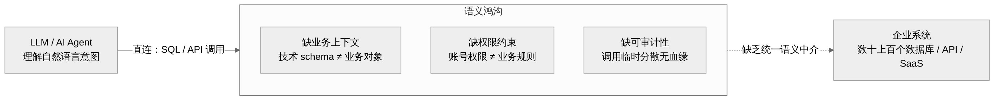 语义鸿沟
LLM / AI Agent
理解自然语言意图
直连：SQL / API 调用
缺业务上下文
技术 schema ≠ 业务对象
缺权限约束
账号权限 ≠ 业务规则
缺可审计性
调用临时分散无血缘
缺乏统一语义中介
企业系统
数十上百个数据库 / API /
SaaS